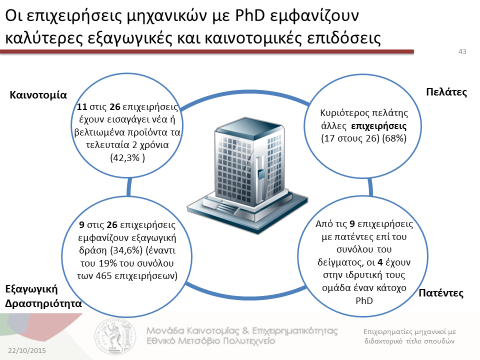 Οι επιχειρήσεις μηχανικών με PhD εμφανίζουν
καλύτερες εξαγωγικές και καινοτομικές επιδόσεις
43
Καινοτομία
11 στις 26 επιχειρήσεις
έχουν εισαγάγει νέα ή
βελτιωμένα προϊόντα τα
τελευταία 2 χρόνια
(42,3% )
Πελάτες
Κυριότερος πελάτης
άλλες επιχειρήσεις
(17 στους 26) (68%)
9 στις 26 επιχειρήσεις
εμφανίζουν εξαγωγική
δράση (34,6%) (έναντι
του 19% του συνόλου
των 465 επιχειρήσεων)
Εξαγωγική
Δραστηριότητα
Από τις 9 επιχειρήσεις
με πατέντες επί του
συνόλου του
δείγματος, οι 4 έχουν
στην ιδρυτική τους
ομάδα έναν κάτοχο
PhD
Πατέντες
22/10/2015
Μονάδα Καινοτομίας & Επιχειρηματικότητας
Εθνικό Μετσόβιο Πολυτεχνείο
Επιχειρηματίες μηχανικοί με
διδακτορικό τίτλο σπουδών